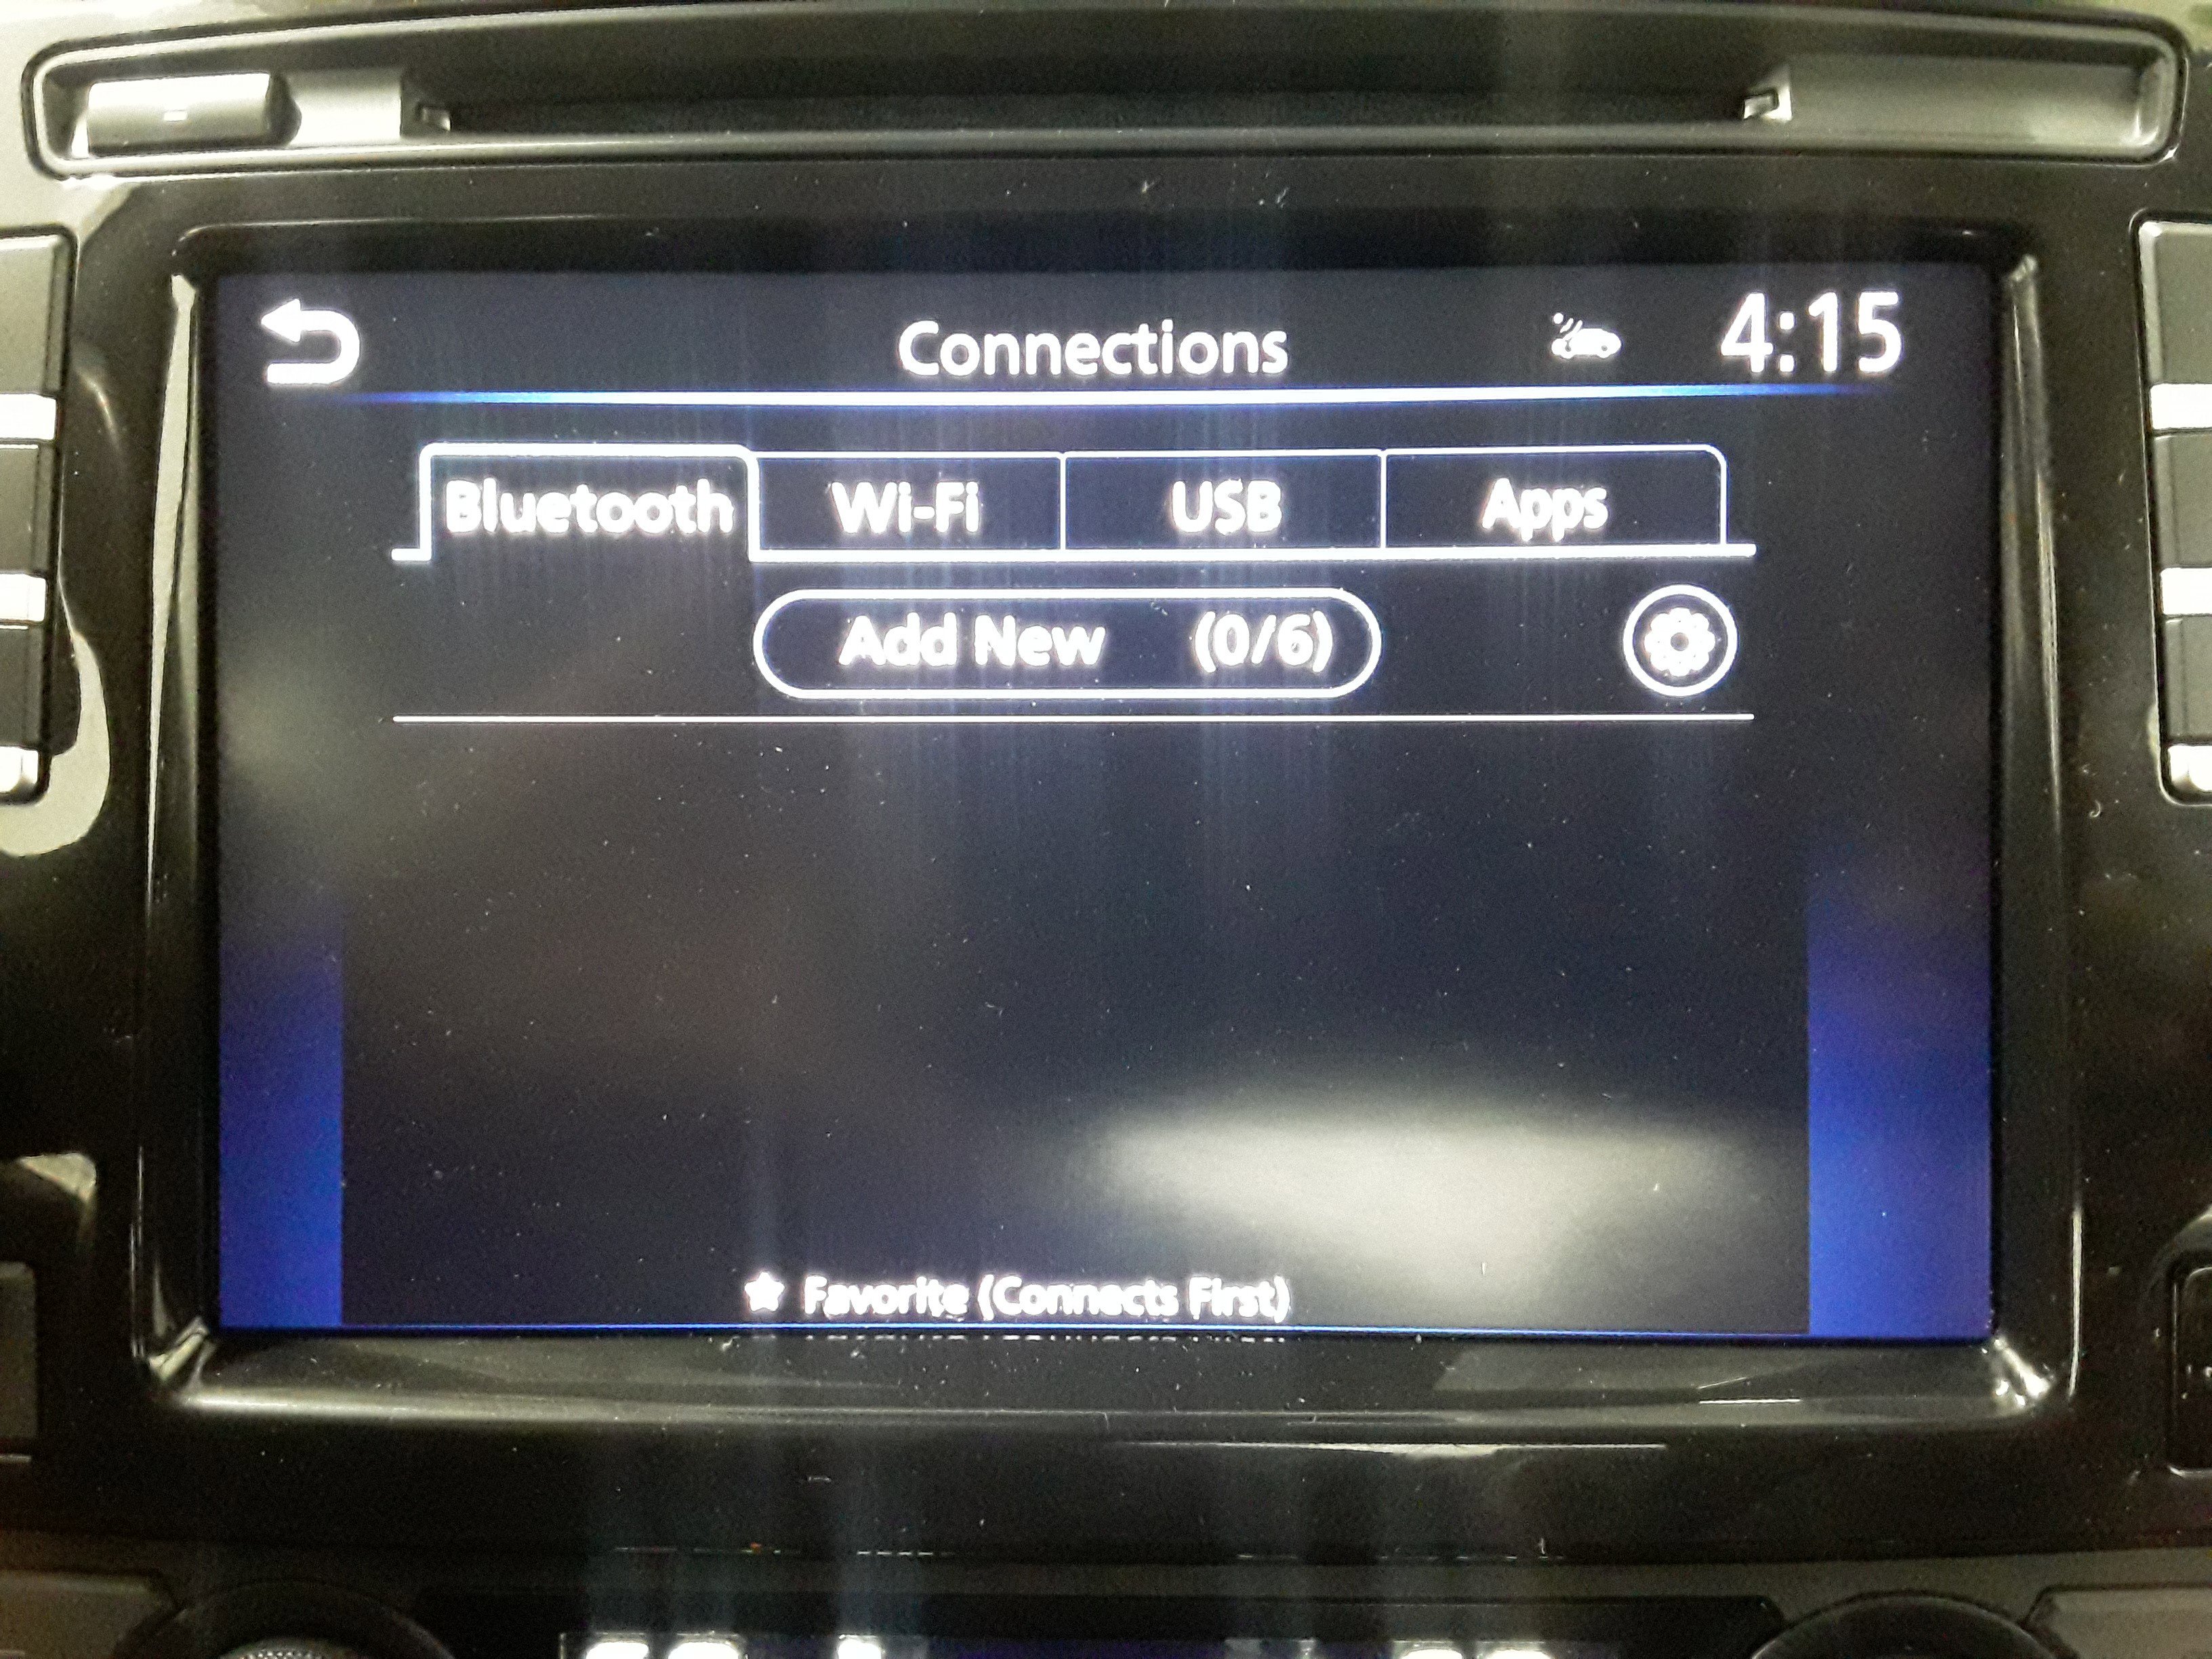 Connections 4:15
Bluetooth Wi-Fi USB Apps
Add New (0/6)
Favorite (Connects First)